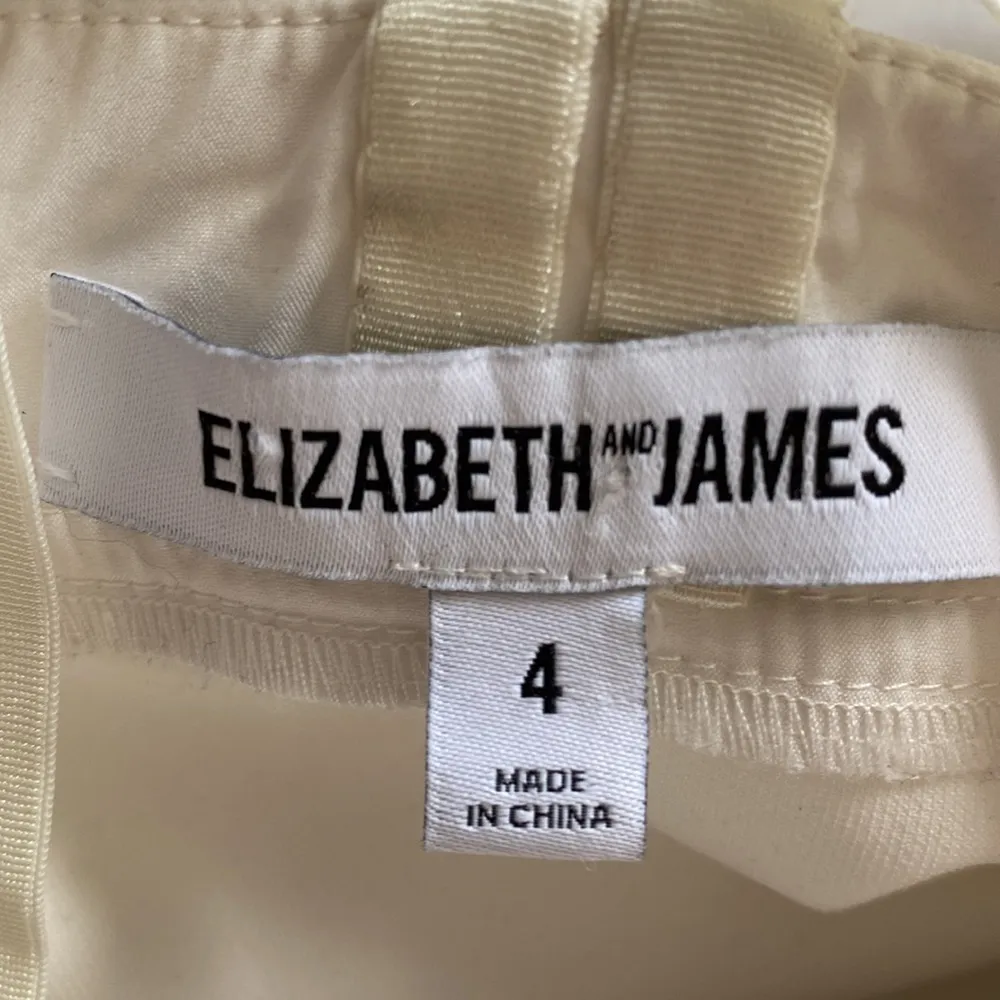 ELIZABETH AND JAMES
4
MADE
IN CHINA